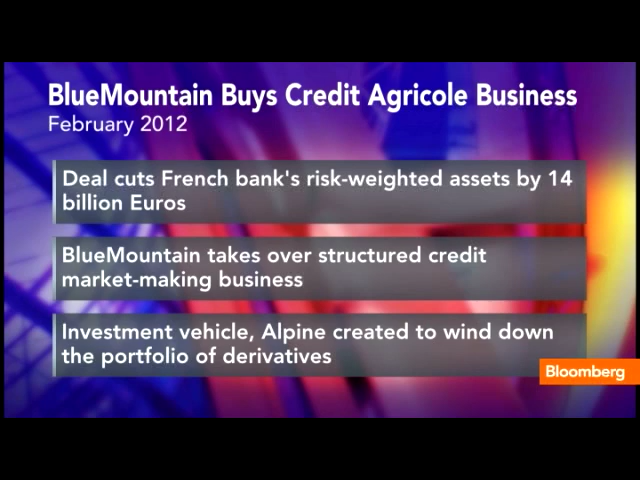 BlueMountain Buys Credit Agricole Business
February 2012
Deal cuts French bank's risk-weighted assets by 14
billion Euros
BlueMountain takes over structured credit
market-making business
Investment vehicle, Alpine created to wind down
the portfolio of derivatives
Bloomberg